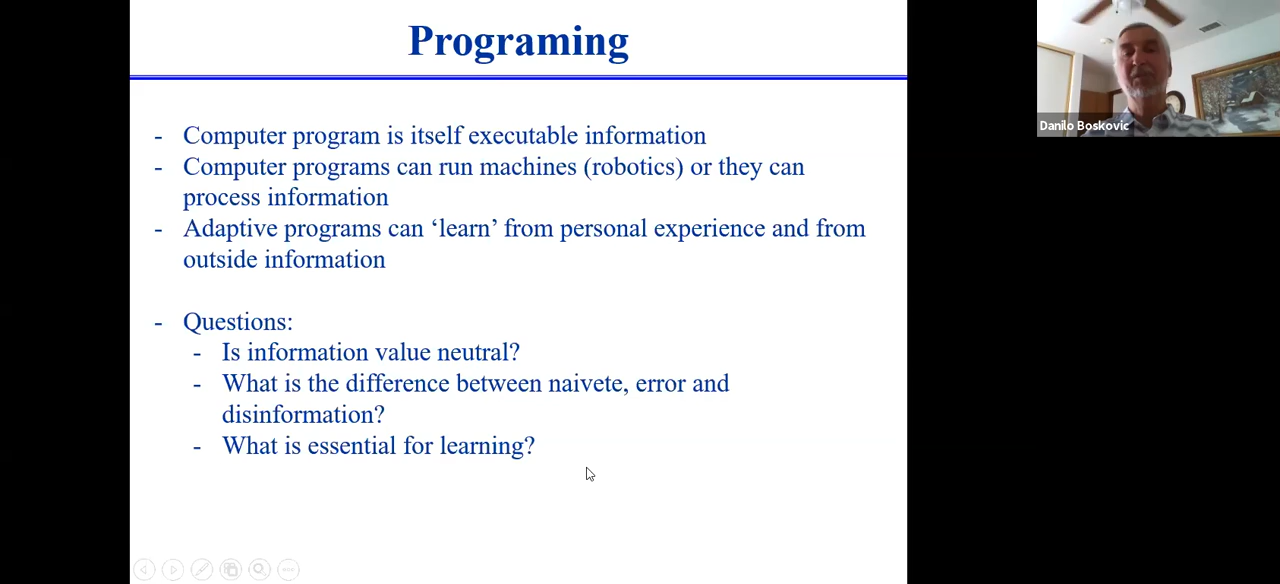 Programing
- Computer program is itself executable information
- Computer programs can run machines (robotics) or they can
process information
- Adaptive programs can ‘learn’ from personal experience and from
outside information
- Questions:
- Is information value neutral?
- What is the difference between naivete, error and
disinformation?
- What is essential for learning?
Danilo Boskovic